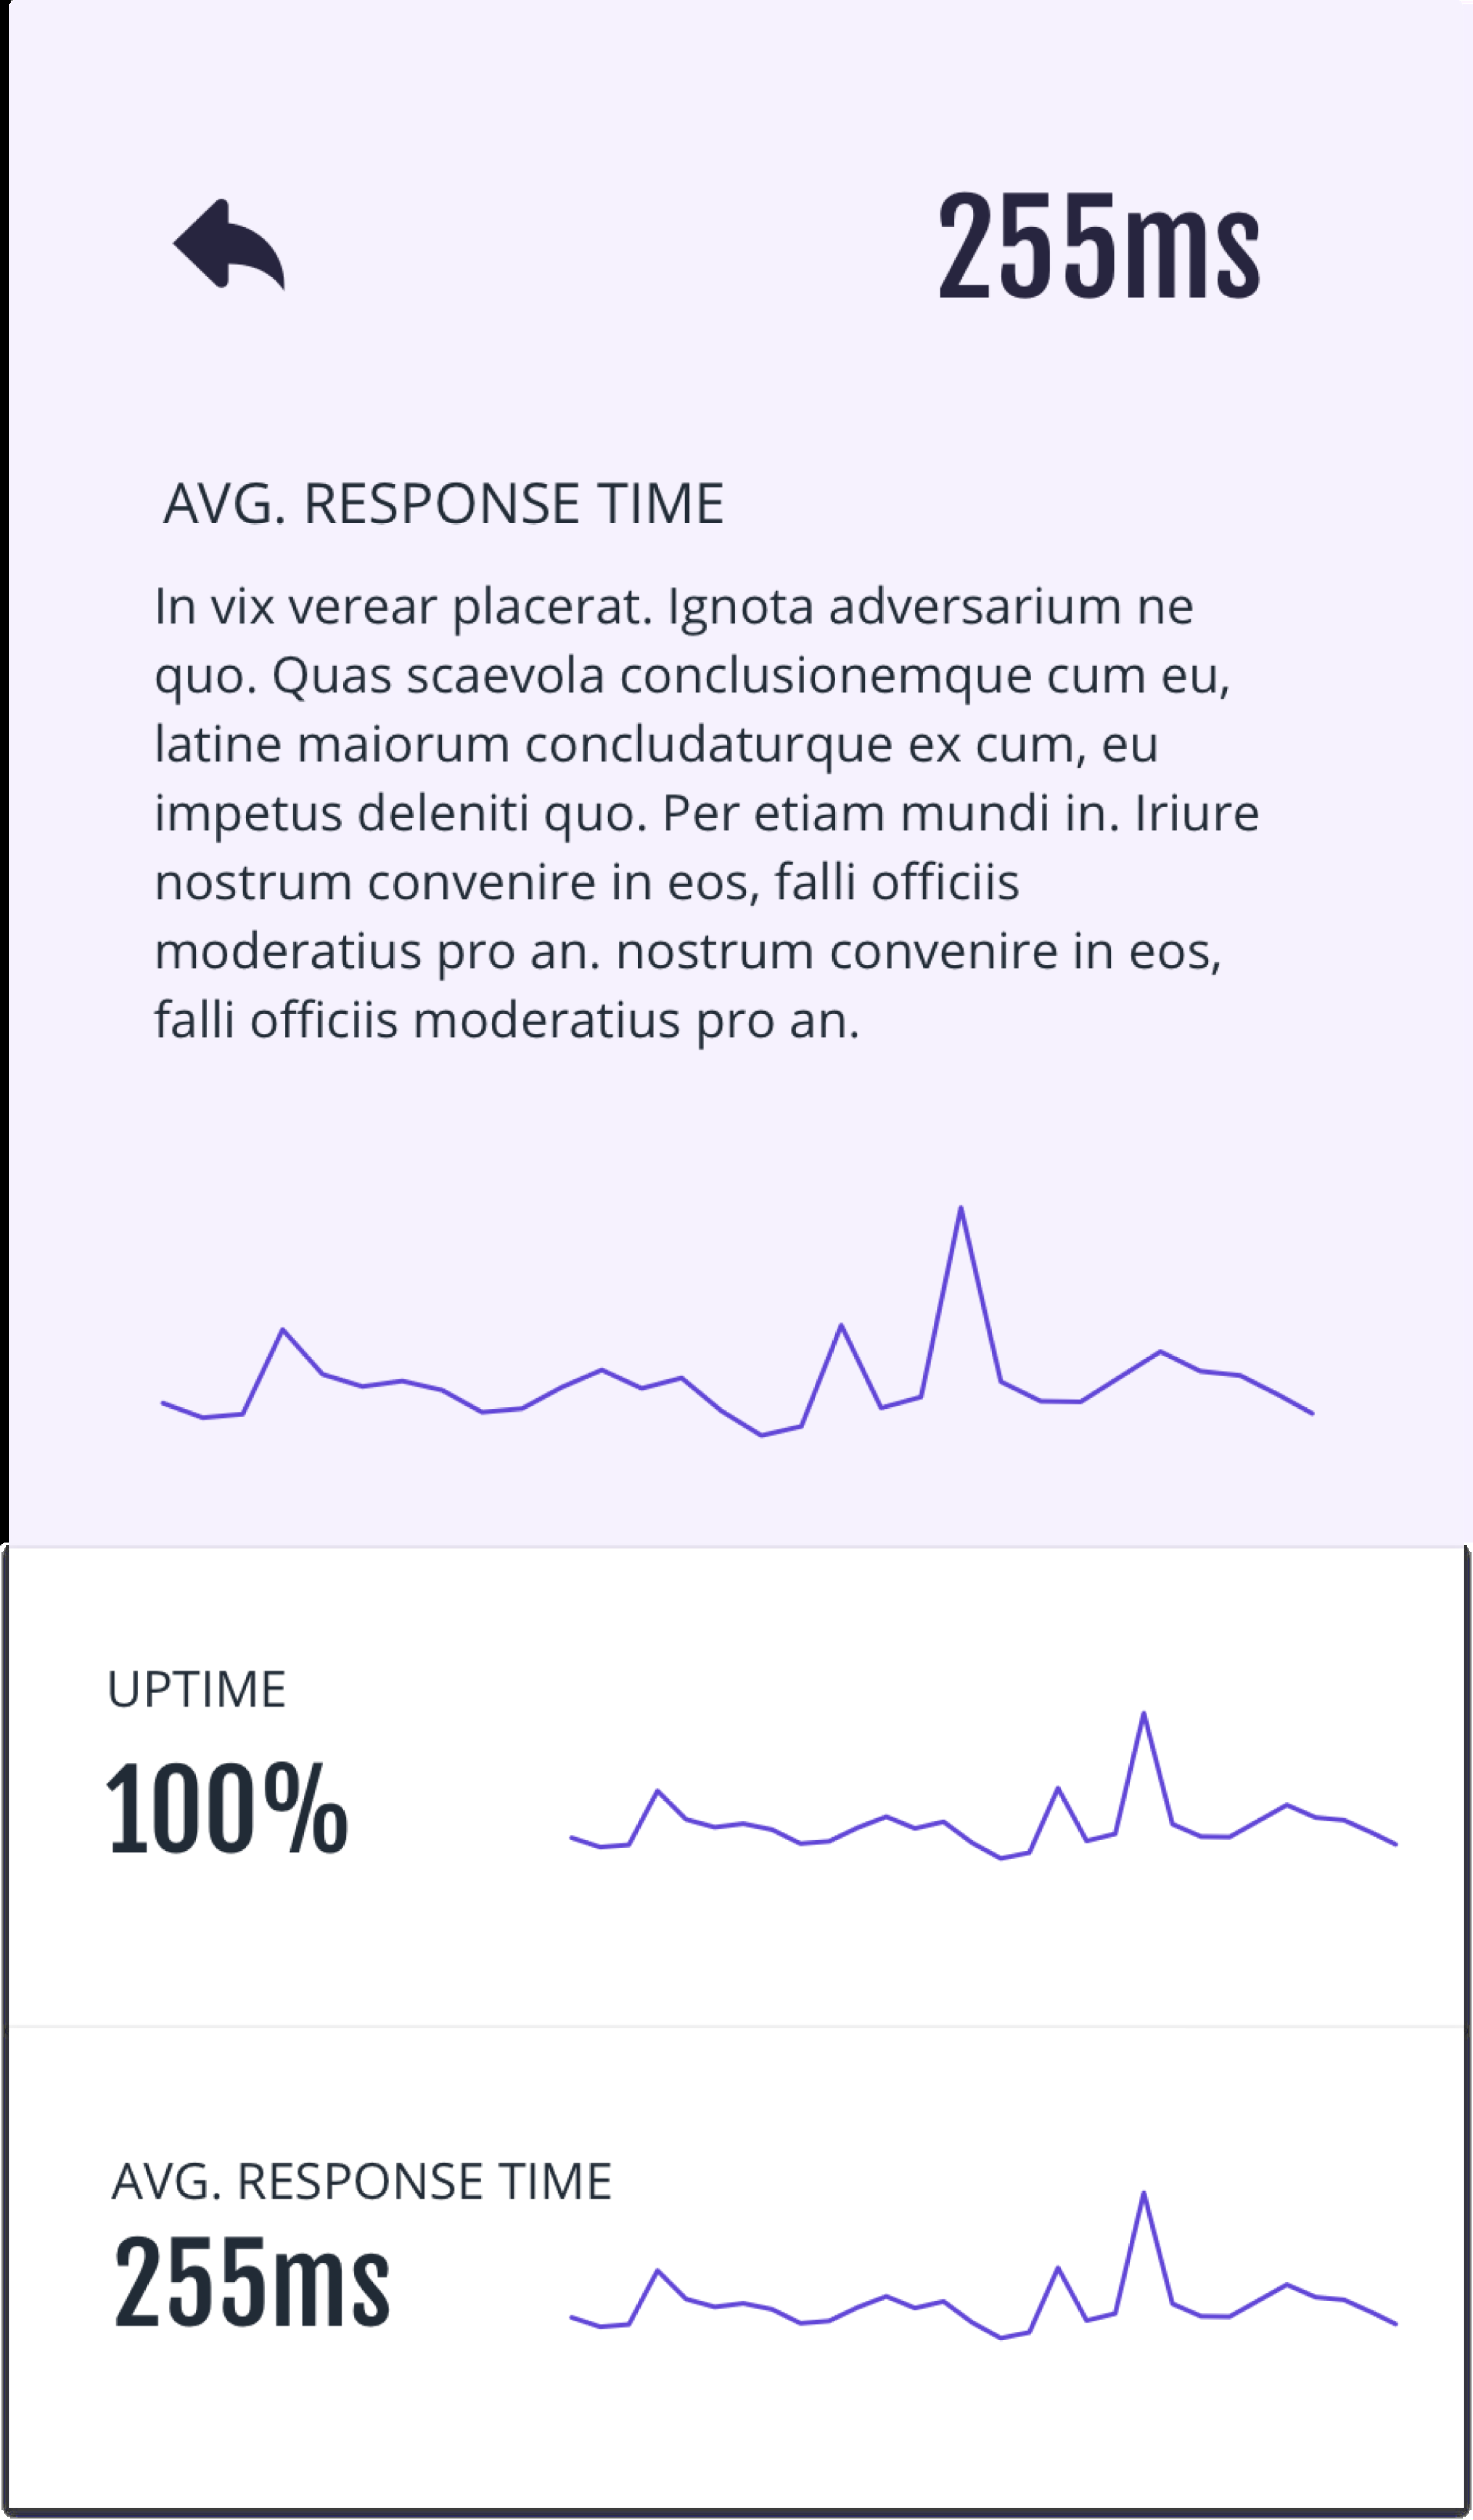 255ms
AVG. RESPONSE TIME
In vix verear placerat. Ignota adversarium ne
quo. Quas scaevola conclusionemque cum eu,
latine maiorum concludaturque ex cum, eu
impetus deleniti quo. Per etiam mundi in. Iriure
nostrum convenire in eos, falli officiis
moderatius pro an. nostrum convenire in eos,
falli officiis moderatius pro an.
UPTIME
100%
AVG. RESPONSE TIME
255ms